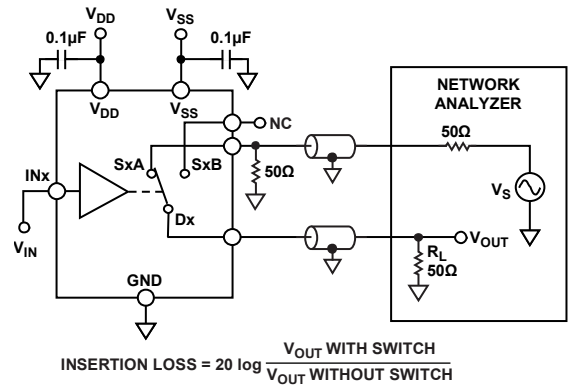 VDD
VSS
0.1µF
0.1µF
VDD
VSS
NC
NETWORK
ANALYZER
50Ω
SxA
SxB
50Ω
INx
VS
Dx
VOUT
VIN
RL
50Ω
GND
INSERTION LOSS = 20 log VOUT WITH SWITCH
VOUT WITHOUT SWITCH